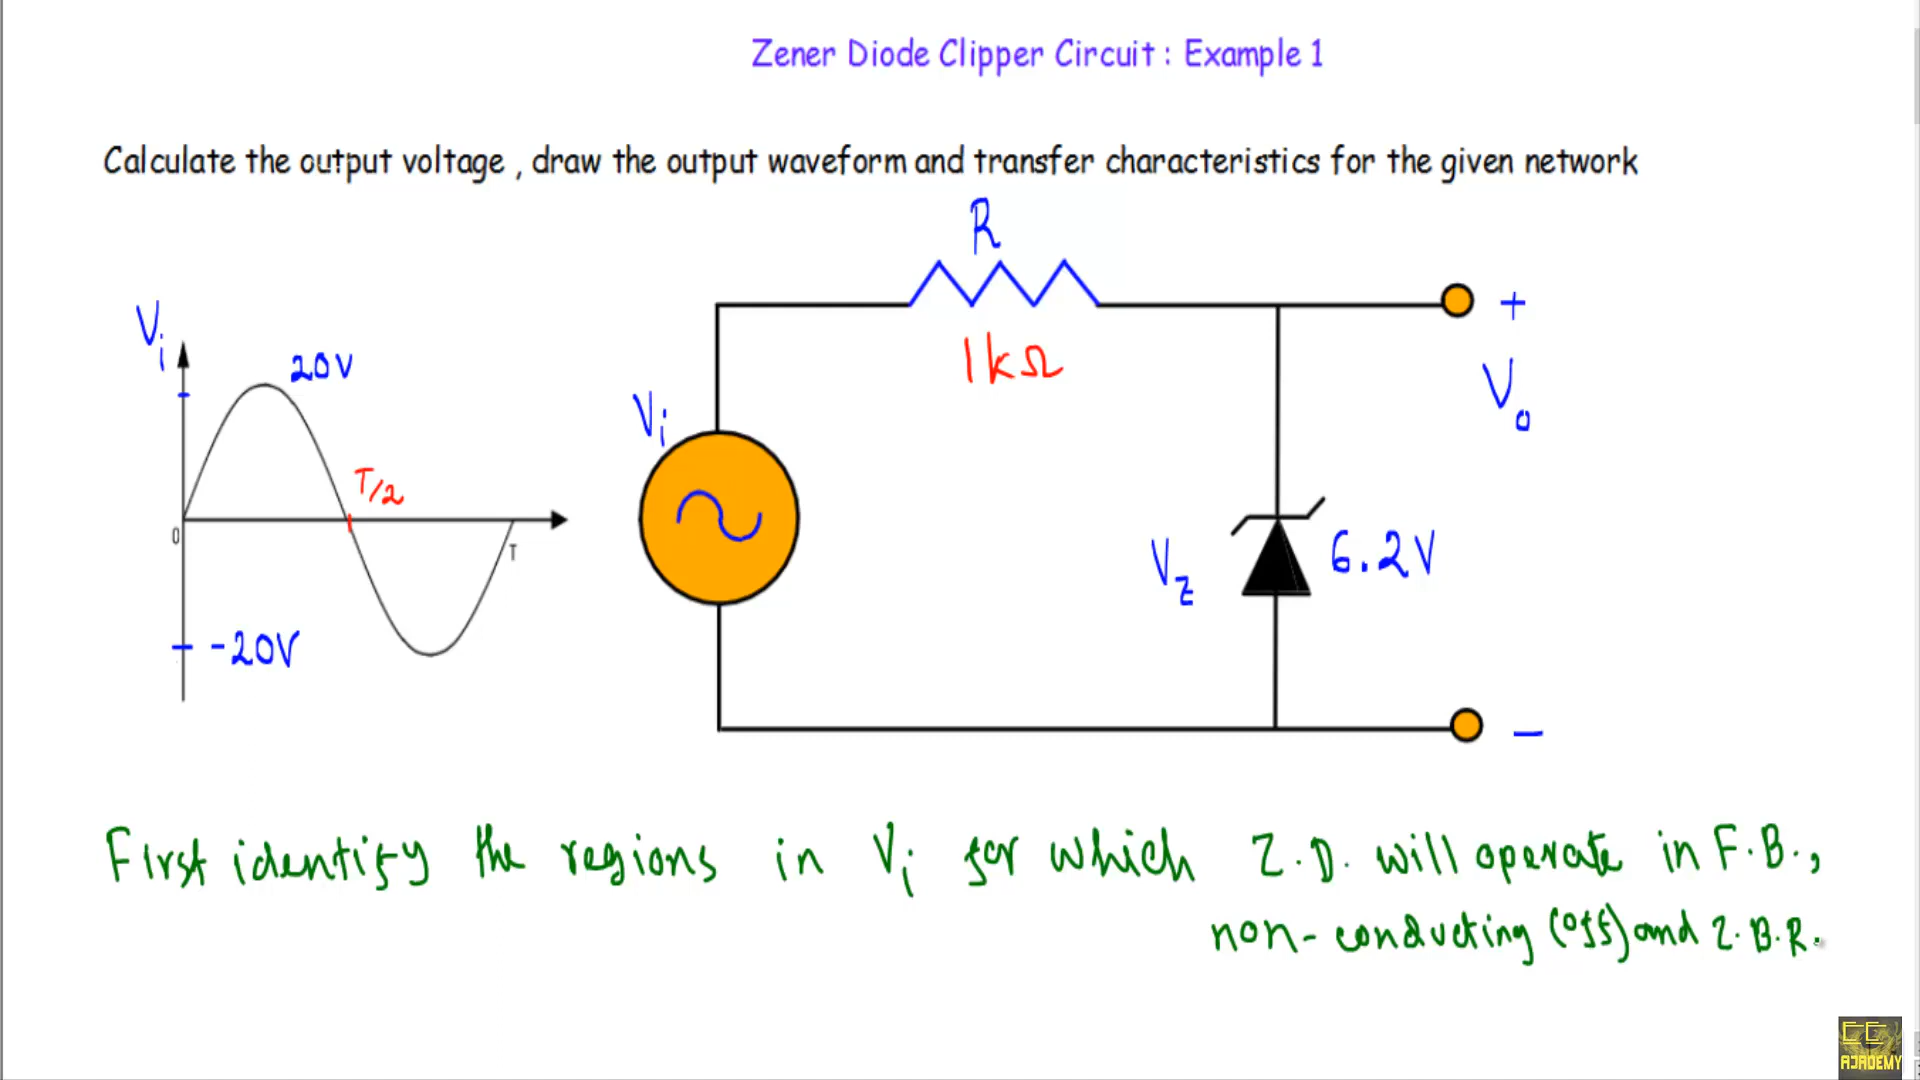 Zener Diode Clipper Circuit : Example 1
Calculate the output voltage , draw the output waveform and transfer characteristics for the given network
R
1kΩ
+
Vo
-
Vi
20V
T/2
0
T
-20V
Vi
Vz
6.2V
First identify the regions in Vi for which Z.D. will operate in F.B.,
non-conducting (off) and Z.B.R.
EE
AJADEMY